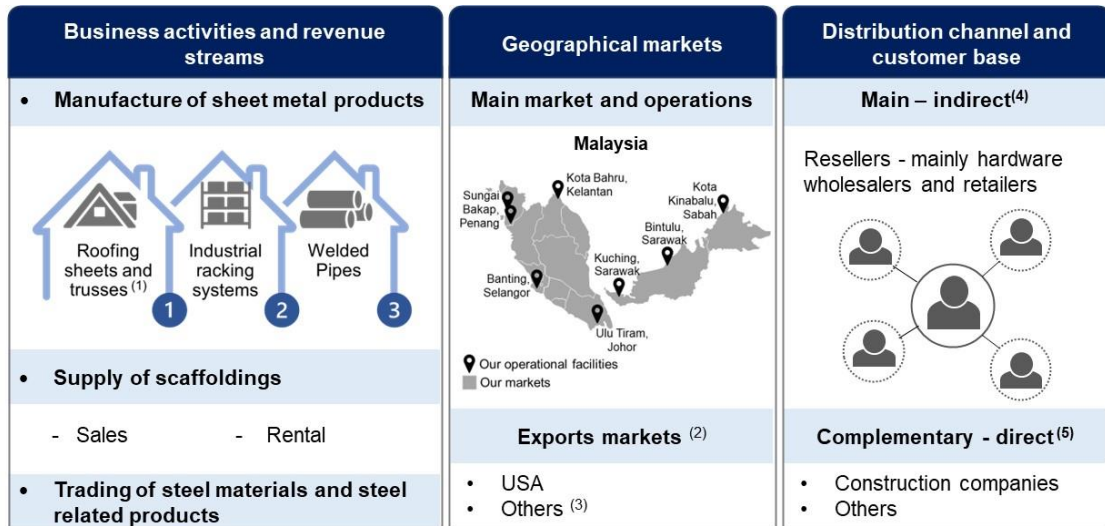 Business activities and revenue
streams
• Manufacture of sheet metal products
Roofing
sheets and
trusses (1)
1
Industrial
racking
systems
2
Welded
Pipes
3
• Supply of scaffoldings
- Sales
- Rental
• Trading of steel materials and steel
related products
Geographical markets
Main market and operations
Malaysia
Kota Bahru,
Kelantan
Sungai
Bakap,
Penang
Kota
Kinabalu,
Sabah
Bintulu,
Sarawak
Kuching,
Sarawak
Banting,
Selangor
Ulu Tiram,
Johor
Our operational facilities
Our markets
Exports markets (2)
• USA
• Others (3)
Distribution channel and
customer base
Main – indirect(4)
Resellers - mainly hardware
wholesalers and retailers
Complementary - direct(5)
• Construction companies
• Others